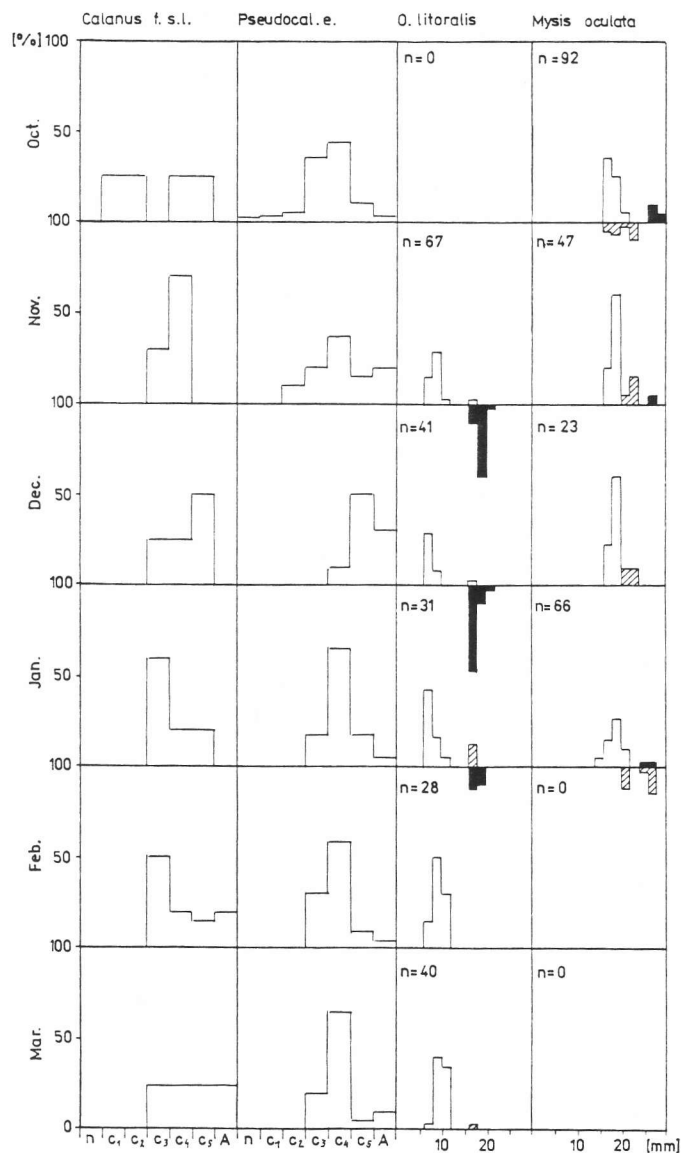 Calanus f. s.l. Pseudocal. e. O. litoralis Mysis oculata
[%] 100
n=0 n=92
Oct. 50
100
n=67 n=47
Nov. 50
100
n=41 n=23
Dec. 50
100
n=31 n=66
Jan. 50
100
n=28 n=0
Feb. 50
100
n=40 n=0
Mar. 50
0
n c₁ c₂ c₃ c₄ c₅ A n c₁ c₂ c₃ c₄ c₅ A 10 20 10 20 [mm]